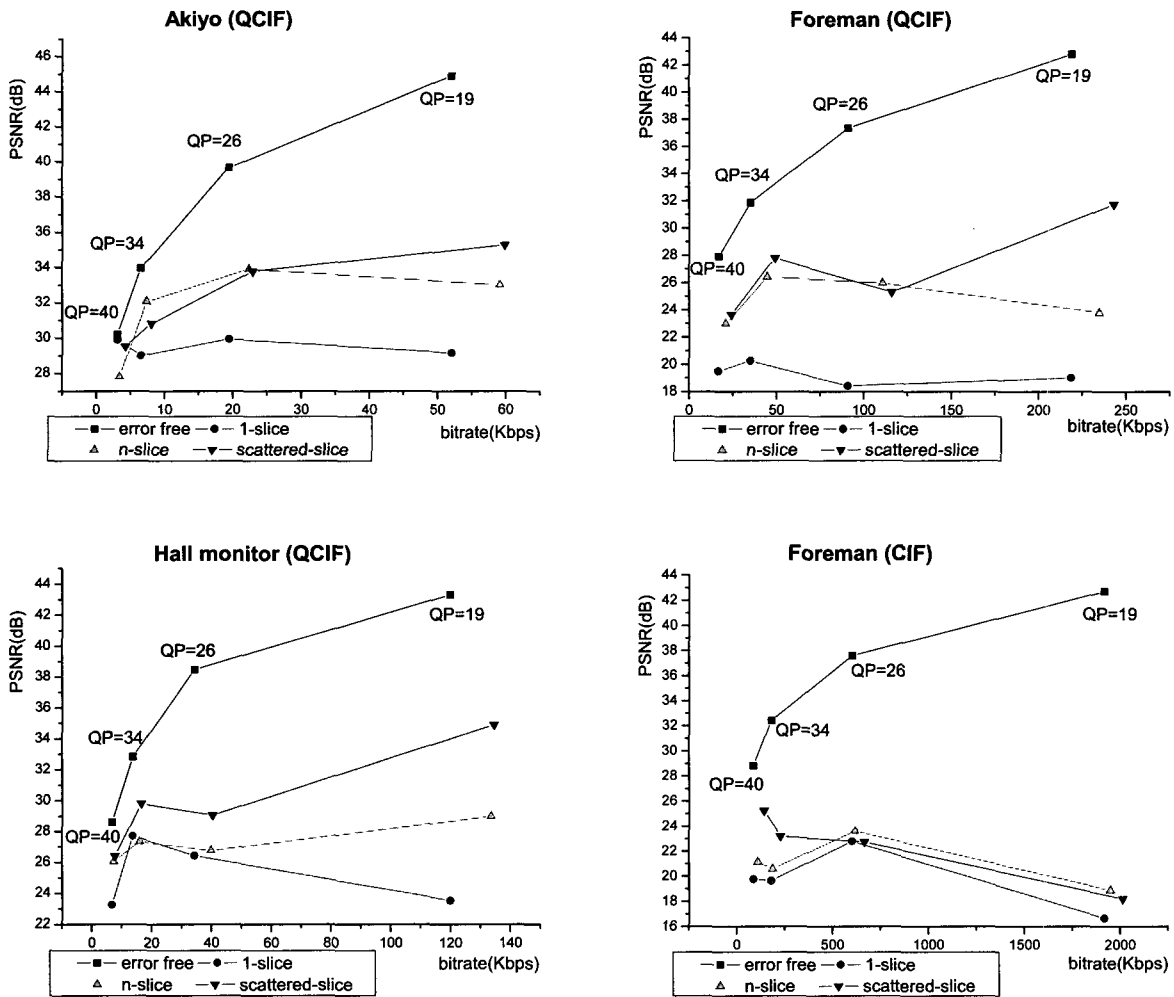 Akiyo (QCIF)
PSNR(dB)
46
44
42
40
38
36
34
32
30
28
QP=19
QP=26
QP=34
QP=40
0 10 20 30 40 50 60
bitrate(Kbps)
error free 1-slice
n-slice scattered-slice
Foreman (QCIF)
PSNR(dB)
44
42
40
38
36
34
32
30
28
26
24
22
20
18
QP=19
QP=26
QP=34
QP=40
0 50 100 150 200 250
bitrate(Kbps)
error free 1-slice
n-slice scattered-slice
Hall monitor (QCIF)
PSNR(dB)
44
42
40
38
36
34
32
30
28
26
24
22
QP=19
QP=26
QP=34
QP=40
0 20 40 60 80 100 120 140
bitrate(Kbps)
error free 1-slice
n-slice scattered-slice
Foreman (CIF)
PSNR(dB)
44
42
40
38
36
34
32
30
28
26
24
22
20
18
16
QP=19
QP=26
QP=34
QP=40
0 500 1000 1500 2000
bitrate(Kbps)
error free 1-slice
n-slice scattered-slice